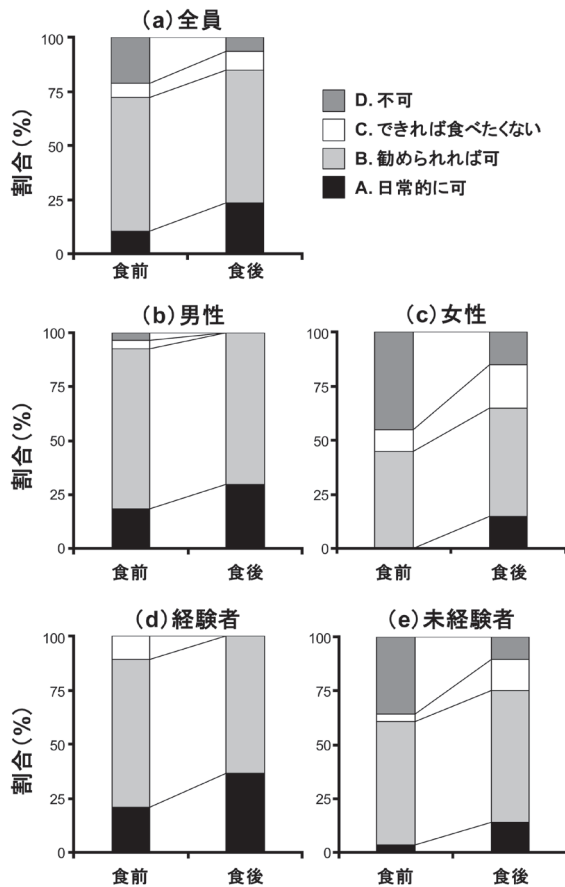 (a)全員
割合(%)
100
75
50
25
0
食前 食後
D. 不可
C. できれば食べたくない
B. 勧められれば可
A. 日常的に可
(b)男性
割合(%)
100
75
50
25
0
食前 食後
(c)女性
100
75
50
25
0
食前 食後
(d)経験者
割合(%)
100
75
50
25
0
食前 食後
(e)未経験者
100
75
50
25
0
食前 食後